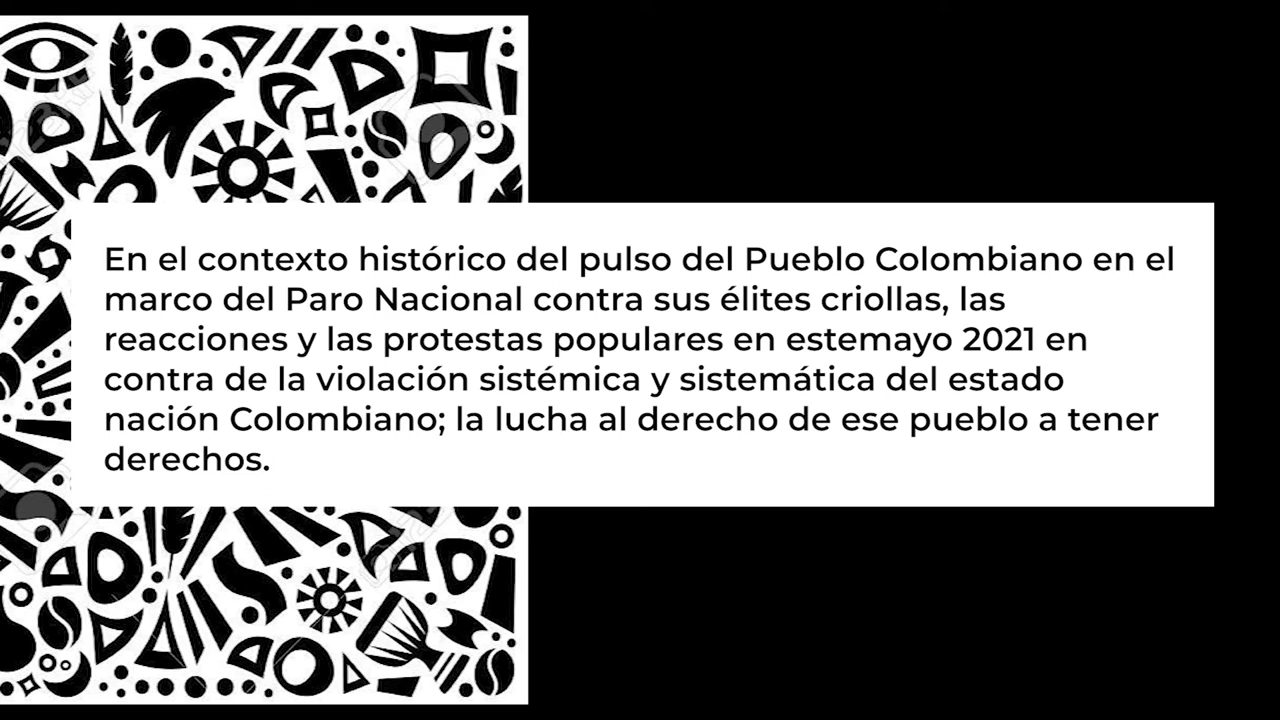 En el contexto histórico del pulso del Pueblo Colombiano en el
marco del Paro Nacional contra sus élites criollas, las
reacciones y las protestas populares en estemayo 2021 en
contra de la violación sistémica y sistemática del estado
nación Colombiano; la lucha al derecho de ese pueblo a tener
derechos.